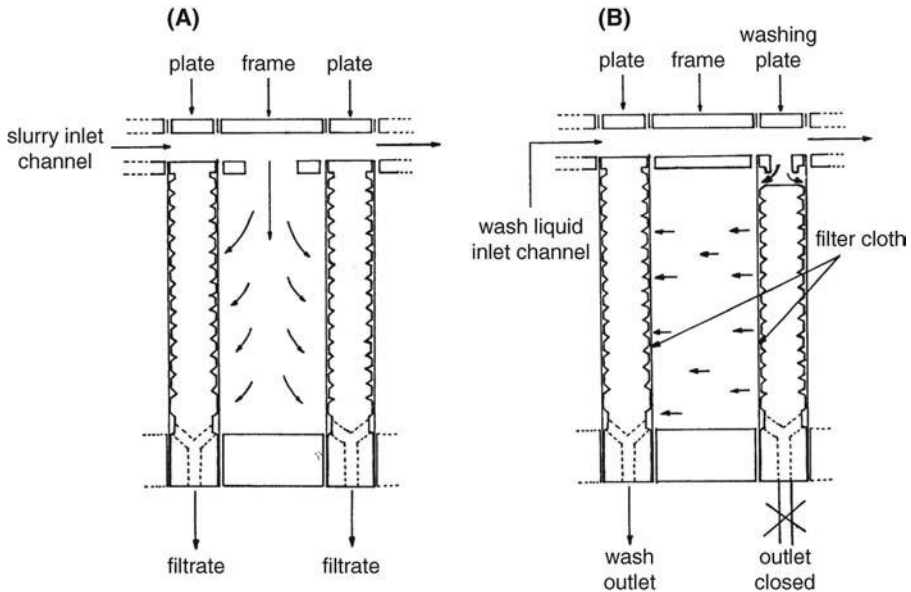 (A)
plate
frame
plate
slurry inlet
channel
filtrate
filtrate
(B)
washing
plate
plate
frame
wash liquid
inlet channel
filter cloth
wash
outlet
outlet
closed